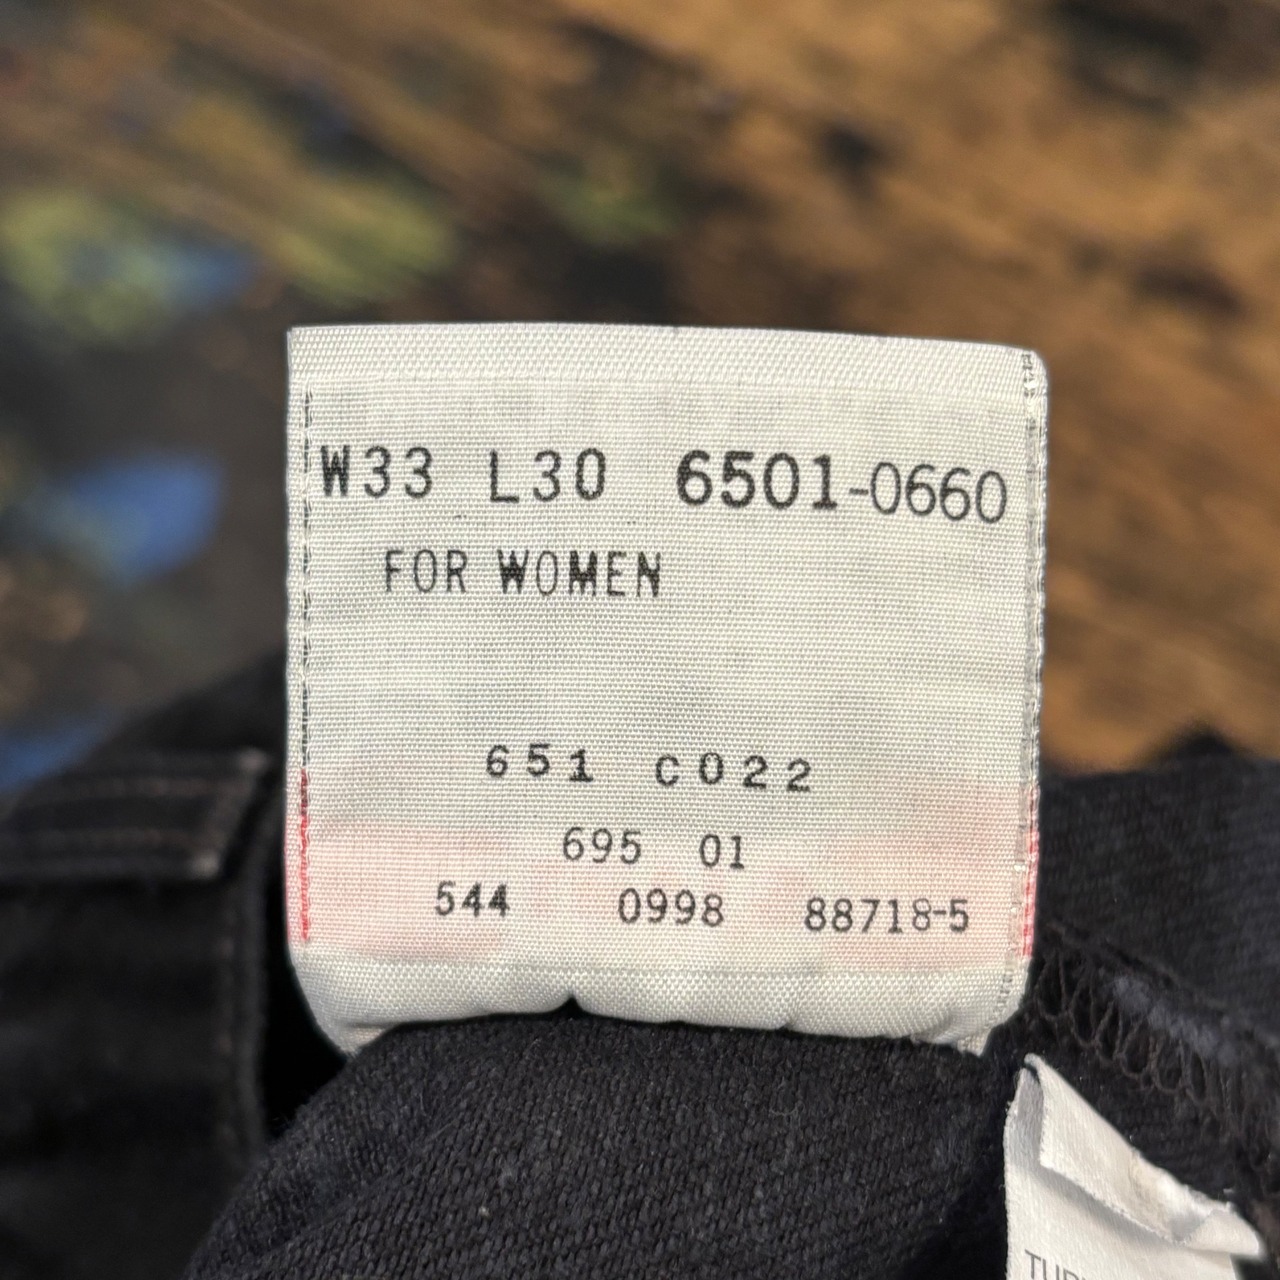 W33 L30 6501-0660
FOR WOMEN
651 C022
695 01
544 0998 88718-5